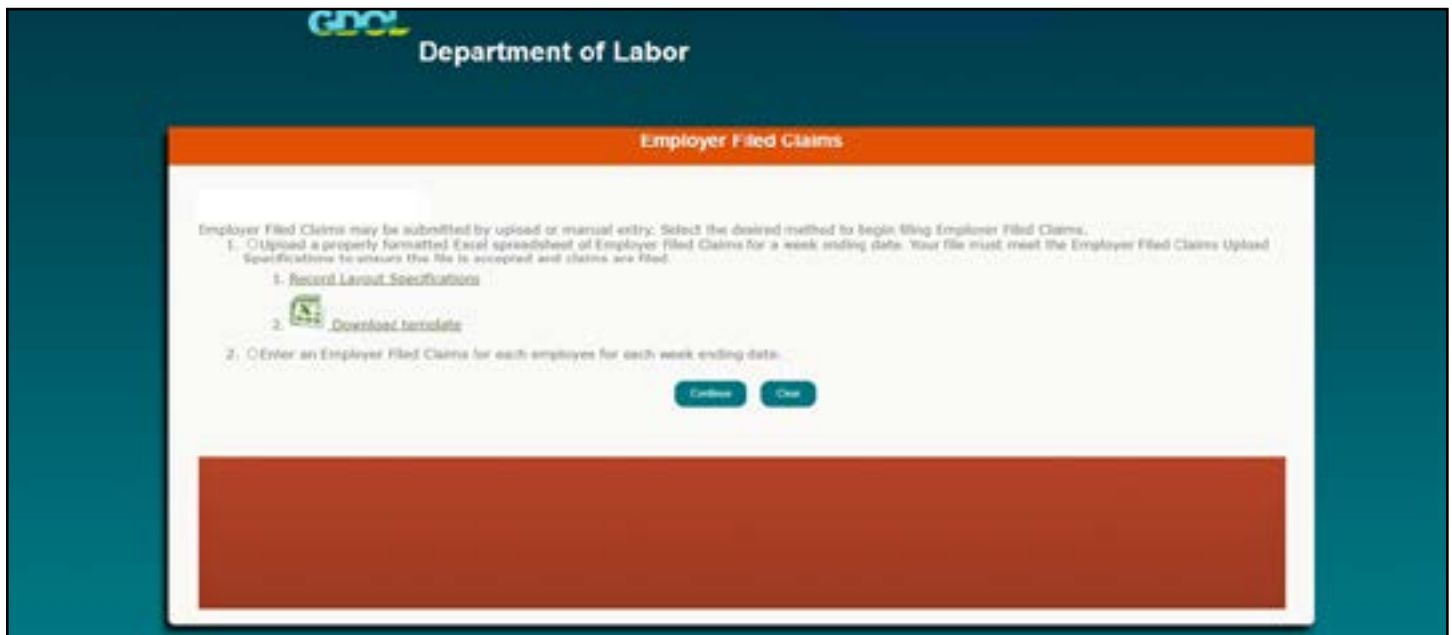 GDOL
Department of Labor
Employer Filed Claims
Employer Filed Claims may be submitted by upload or manual entry. Select the desired method to begin filing Employer Filed Claims.
1. Upload a properly formatted Excel spreadsheet of Employer Filed Claims for a week ending date. Your file must meet the Employer Filed Claims Upload
Specifications to ensure the file is accepted and claims are filed.
1. Record Layout Specifications
2. Download template
2. Enter an Employer Filed Claims for each employee for each week ending date.
Continue Clear